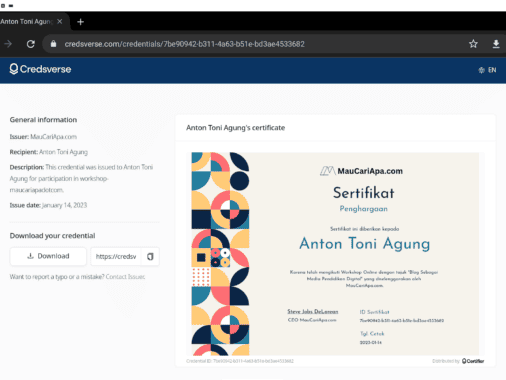 Anton Toni Agung
credsverse.com/credentials/7be90942-b311-4a63-b51e-bd3ae4533682
Credsverse
EN
General information
Issuer: MauCariApa.com
Recipient: Anton Toni Agung
Description: This credential was issued to Anton Toni
Agung for participation in workshop-
maucariapadotcom.
Issue date: January 14, 2023
Download your credential
Download
https://credsv
Want to report a typo or a mistake? Contact Issuer.
Anton Toni Agung's certificate
MauCariApa.com
Sertifikat
Penghargaan
Sertifikat ini diberikan kepada
Anton Toni Agung
Karena telah mengikuti Workshop Online dengan topik "Blog Sebagai
Media Pendidikan Digital" yang diselenggarakan oleh
MauCariApa.com.
Steve Jabs DeLorean
CEO MauCariApa.com
ID Sertifikat
7be90942-b311-4a63-b51e-bd3ae4533682
Tgl. Cetak
2023-01-14
Credential ID: 7be90942-b311-4a63-b51e-bd3ae4533682
Distributed by Certifier